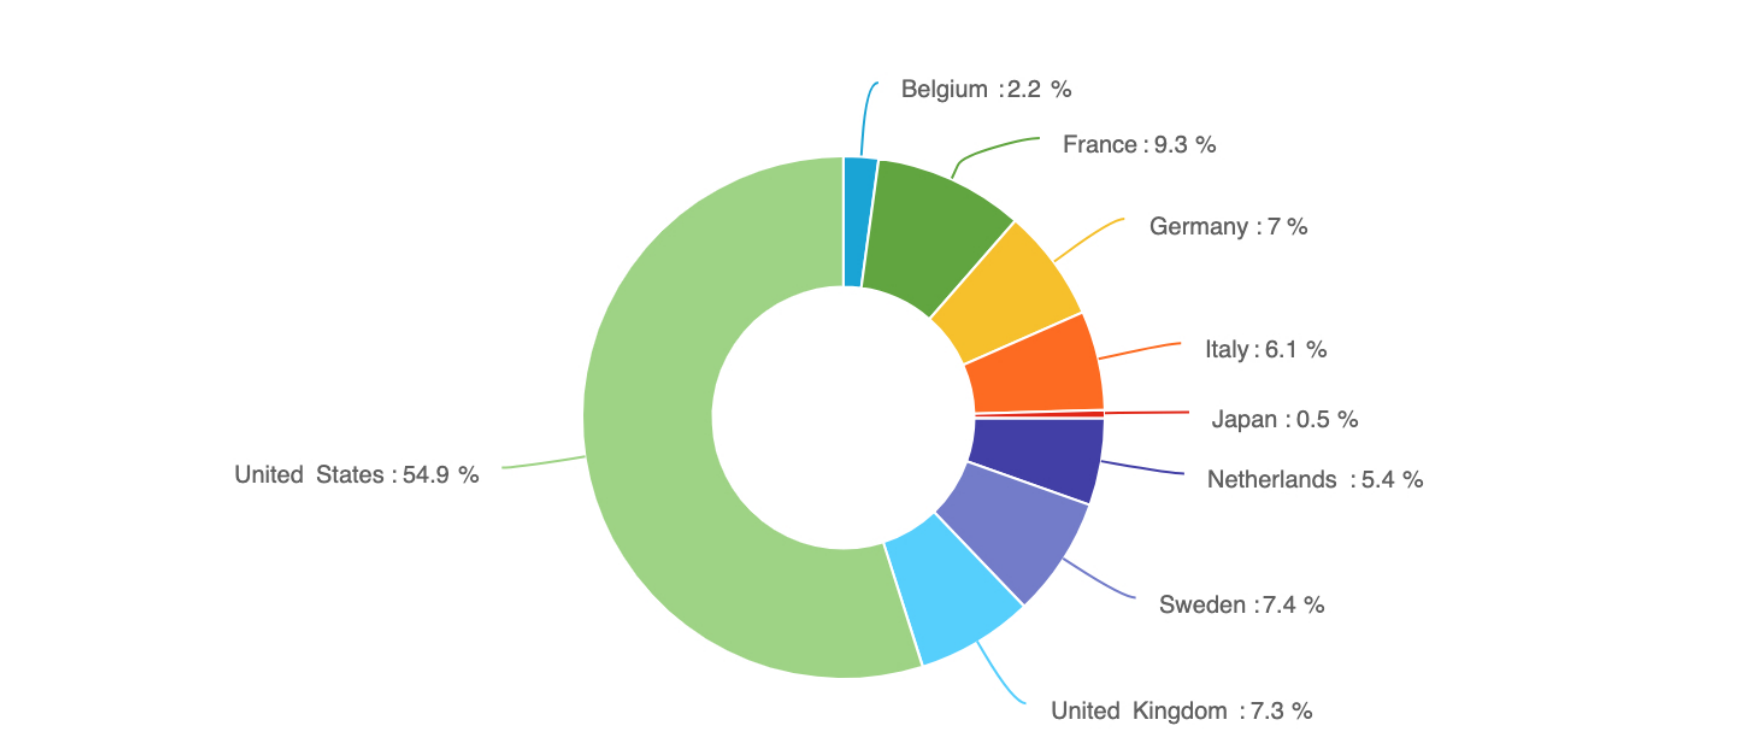 Belgium : 2.2 %
France : 9.3 %
Germany : 7 %
Italy : 6.1 %
Japan : 0.5 %
United States : 54.9 %
Netherlands : 5.4 %
Sweden : 7.4 %
United Kingdom : 7.3 %